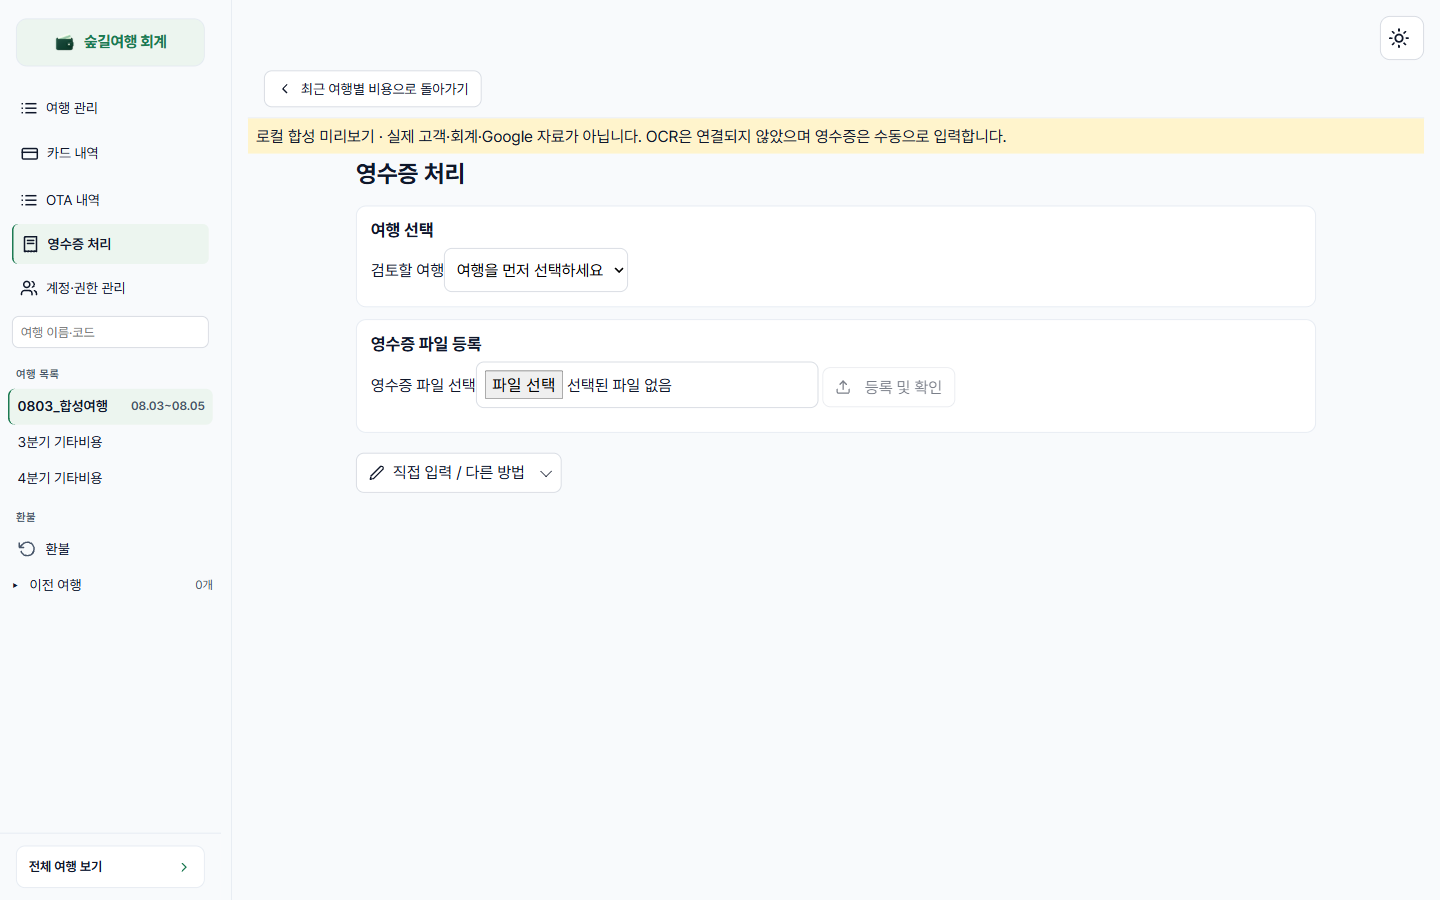 숲길여행 회계
여행 관리
카드 내역
OTA 내역
영수증 처리
계정·권한 관리
여행 이름·코드
여행 목록
0803_합성여행 08.03~08.05
3분기 기타비용
4분기 기타비용
환불
환불
이전 여행 0개
전체 여행 보기
최근 여행별 비용으로 돌아가기
로컬 합성 미리보기 · 실제 고객·회계·Google 자료가 아닙니다. OCR은 연결되지 않았으며 영수증은 수동으로 입력합니다.
영수증 처리
여행 선택
검토할 여행 여행을 먼저 선택하세요
영수증 파일 등록
영수증 파일 선택 파일 선택 선택된 파일 없음 등록 및 확인
직접 입력 / 다른 방법